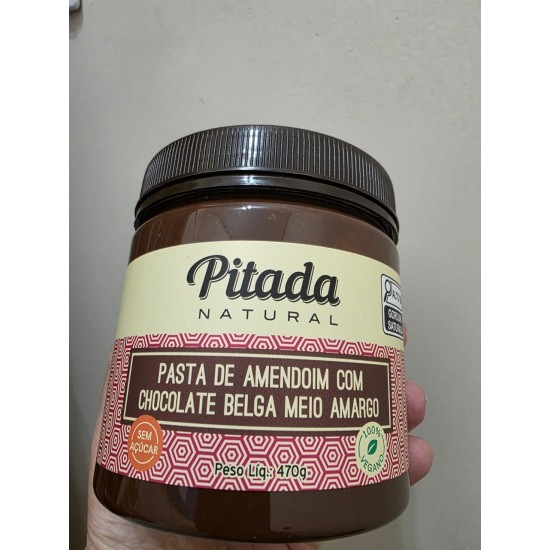 Pitada
NATURAL
PASTA DE AMENDOIM COM
CHOCOLATE BELGA MEIO AMARGO
SEM
AÇÚCAR
100%
VEGANO
Peso Líq.: 470g